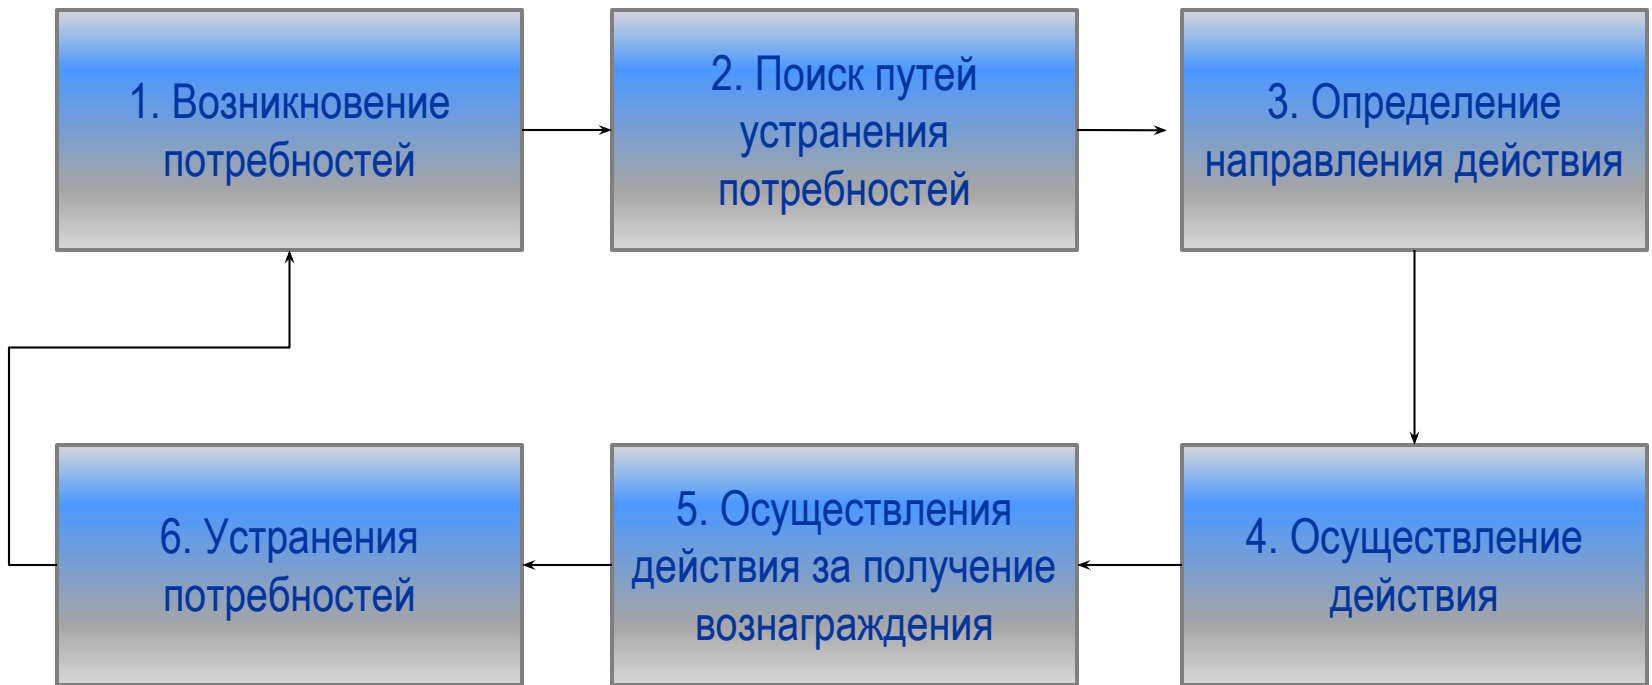 1. Возникновение
потребностей
2. Поиск путей
устранения
потребностей
3. Определение
направления действия
4. Осуществление
действия
5. Осуществления
действия за получение
вознаграждения
6. Устранения
потребностей